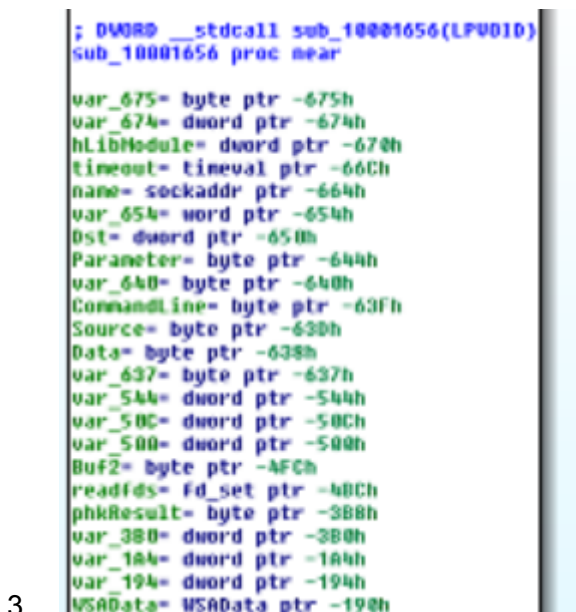 ; DWORD __stdcall sub_10001656(LPVOID)
sub_10001656 proc near
var_675= byte ptr -675h
var_674= dword ptr -674h
hLibModule= dword ptr -670h
timeout= timeval ptr -66Ch
name= sockaddr ptr -664h
var_654= word ptr -654h
Dst= dword ptr -650h
Parameter= byte ptr -644h
var_640= byte ptr -640h
CommandLine= byte ptr -63Fh
Source= byte ptr -63Dh
Data= byte ptr -638h
var_637= byte ptr -637h
var_544= dword ptr -544h
var_50C= dword ptr -50Ch
var_500= dword ptr -500h
Buf2= byte ptr -4FCh
readfds= fd_set ptr -4BCh
phkResult= byte ptr -3B8h
var_3B0= dword ptr -3B0h
var_1A4= dword ptr -1A4h
var_194= dword ptr -194h
3 WSAData= WSAData ptr -190h